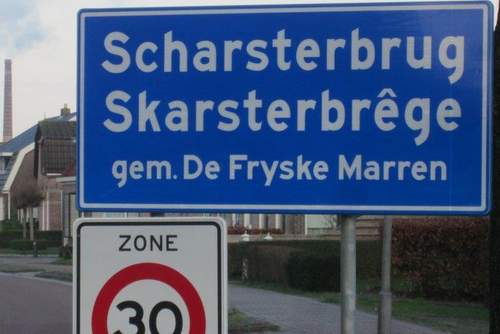 Scharsterbrug
Skarsterbrêge
gem. De Fryske Marren
ZONE
30